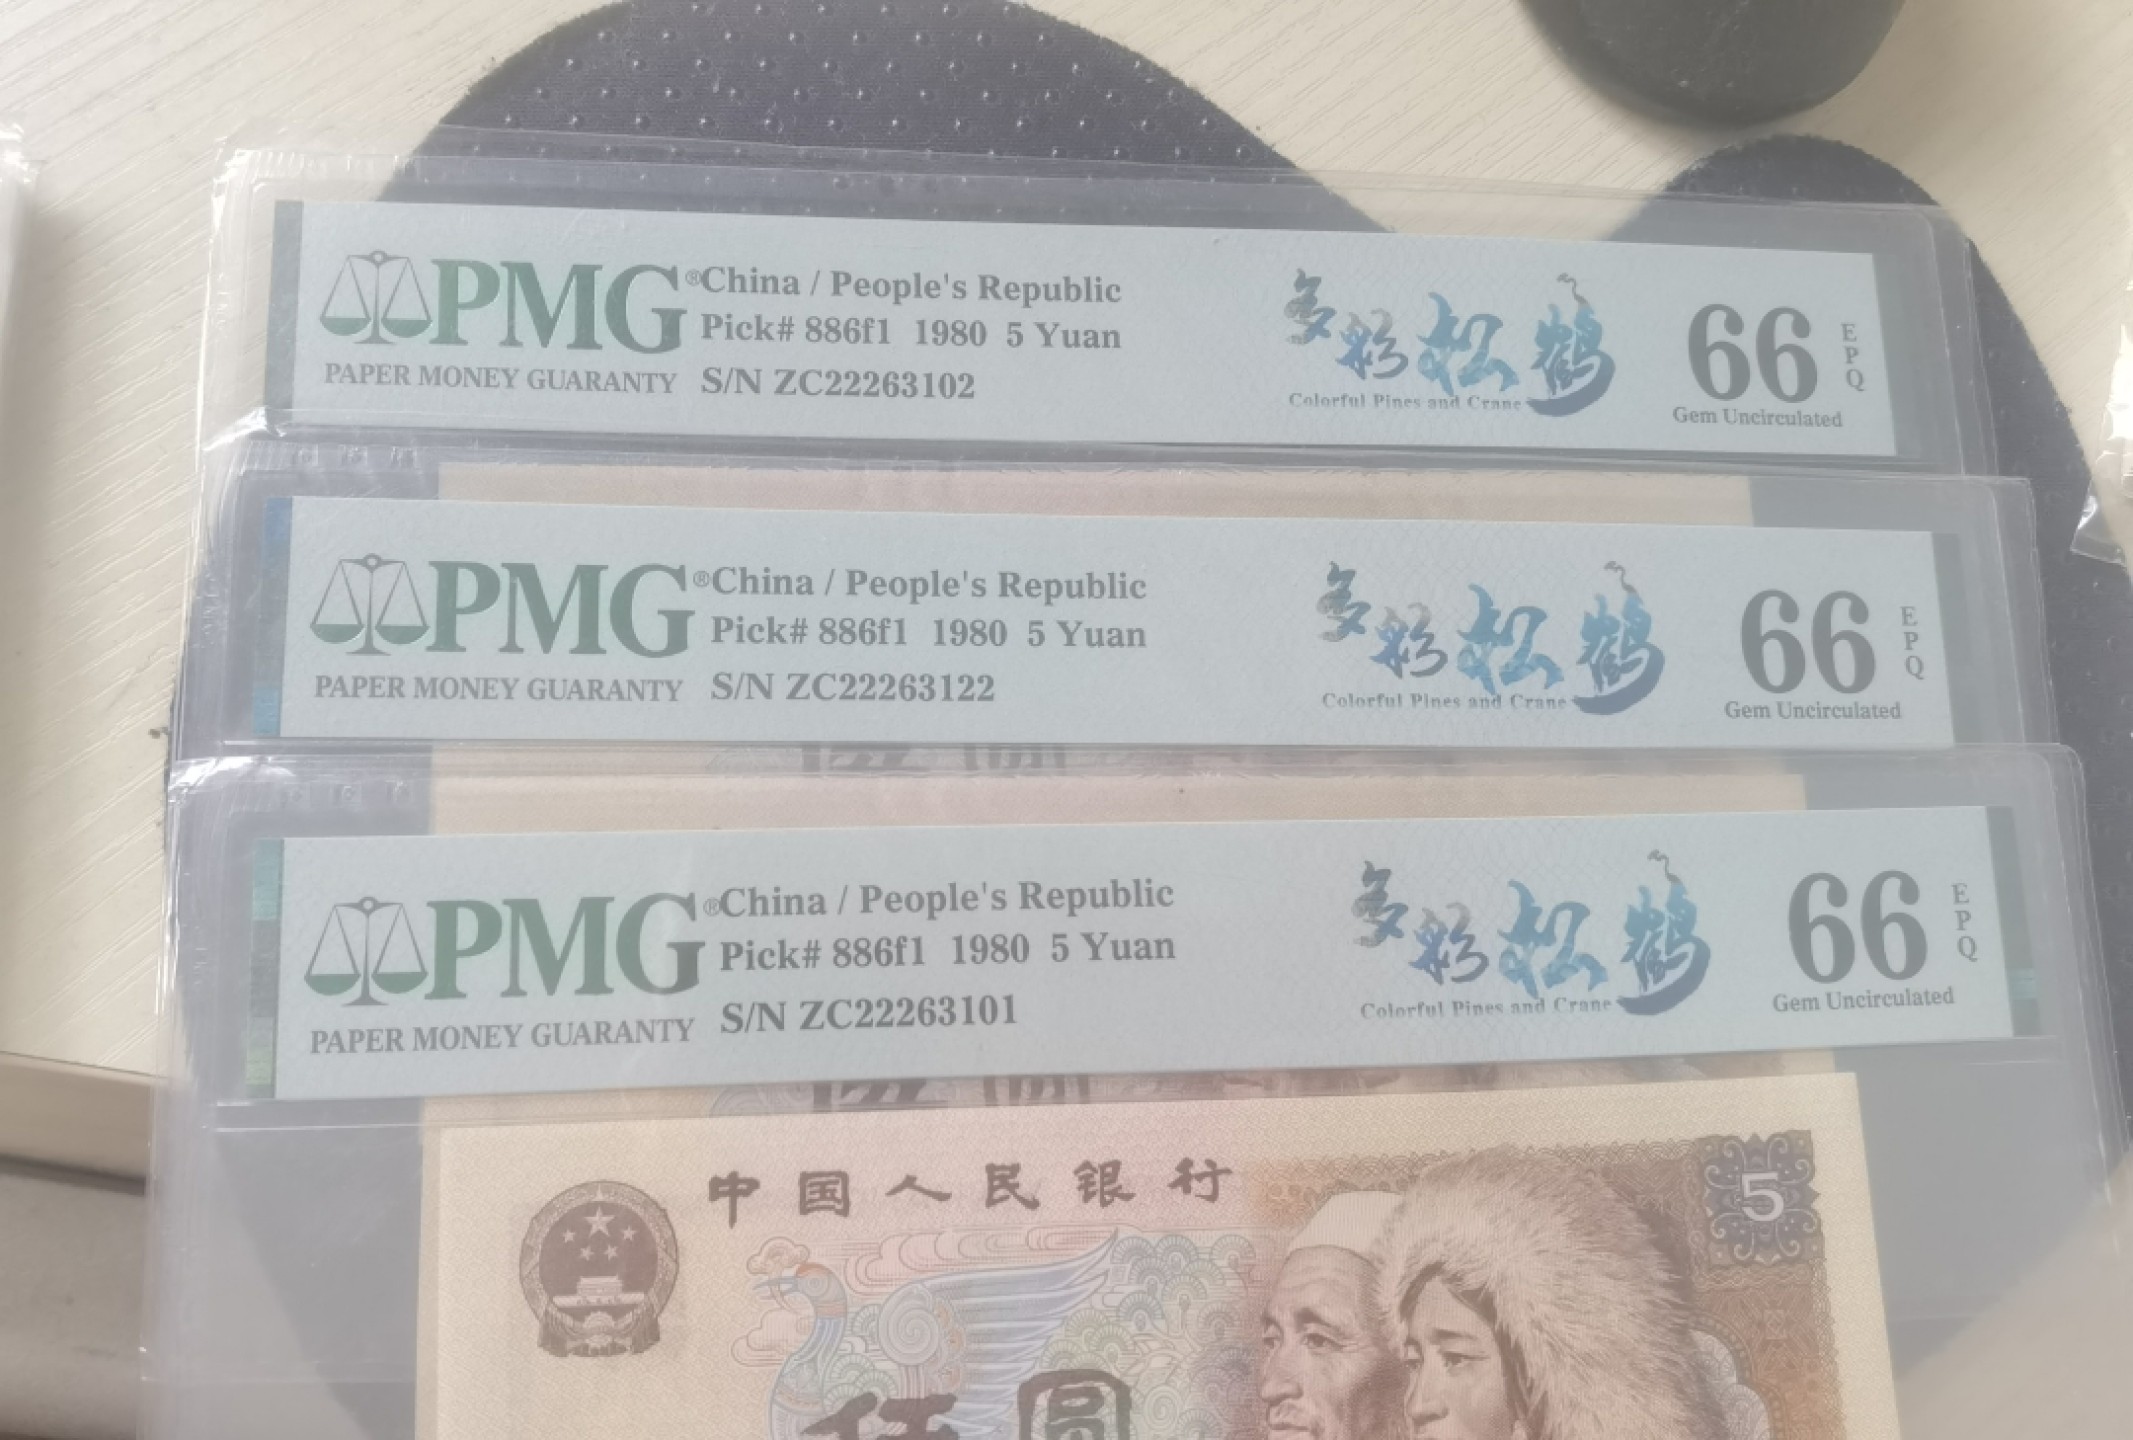 PMG®
PAPER MONEY GUARANTY
China / People's Republic
Pick# 886f1 1980 5 Yuan
S/N ZC22263102
多彩松鹤
Colorful Pines and Crane
66
EPQ
Gem Uncirculated
PMG®
PAPER MONEY GUARANTY
China / People's Republic
Pick# 886f1 1980 5 Yuan
S/N ZC22263122
多彩松鹤
Colorful Pines and Crane
66
EPQ
Gem Uncirculated
PMG®
PAPER MONEY GUARANTY
China / People's Republic
Pick# 886f1 1980 5 Yuan
S/N ZC22263101
多彩松鹤
Colorful Pines and Crane
66
EPQ
Gem Uncirculated
中国人民银行
5
伍圆